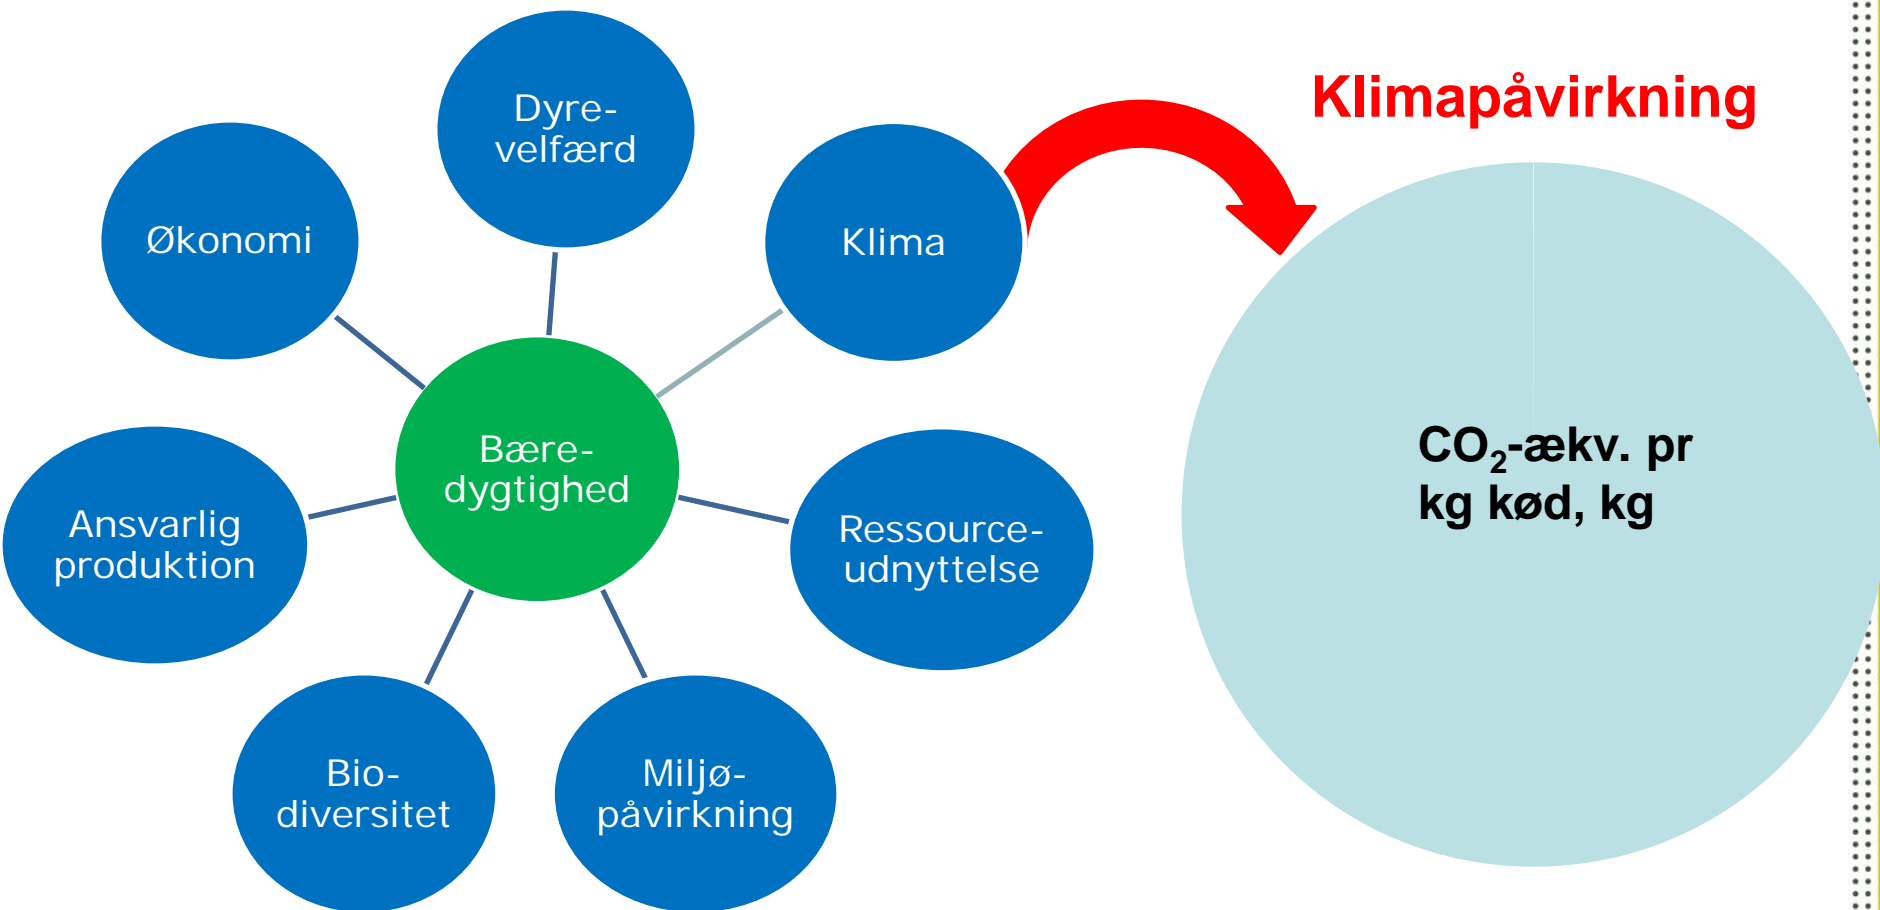 Dyre-
velfærd
Økonomi
Klima
Bære-
dygtighed
Ansvarlig
produktion
Ressource-
udnyttelse
Bio-
diversitet
Miljø-
påvirkning
Klimapåvirkning
CO₂-ækv. pr
kg kød, kg